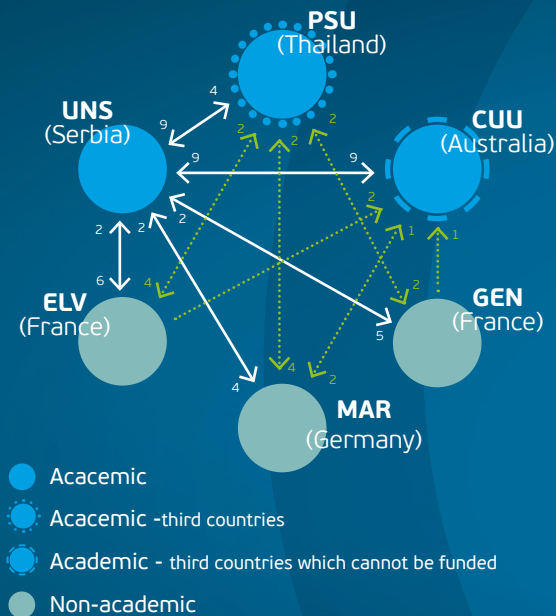 PSU
(Thailand)
UNS
(Serbia)
4
9
2
2
2
CUU
(Australia)
9
9
2
2
2
2
1
1
6
4
2
ELV
(France)
GEN
(France)
5
4
4
2
MAR
(Germany)
Acacemic
Acacemic -third countries
Academic - third countries which cannot be funded
Non-academic